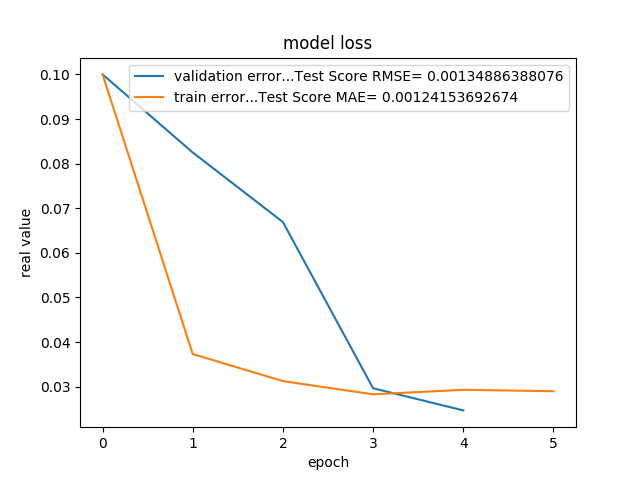 model loss
validation error...Test Score RMSE= 0.00134886388076
train error...Test Score MAE= 0.00124153692674
0.10
0.09
0.08
0.07
0.06
0.05
0.04
0.03
real value
0 1 2 3 4 5
epoch